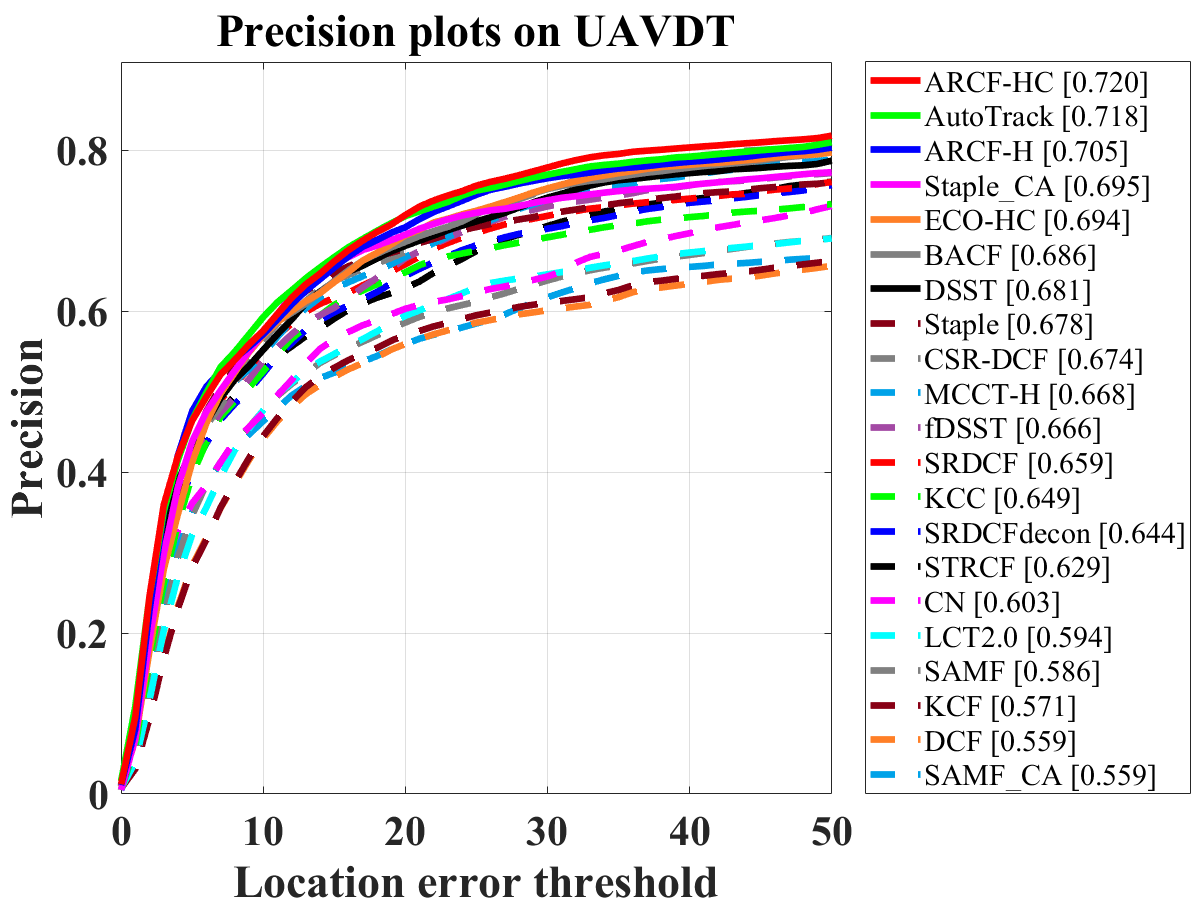 Precision plots on UAVDT
Precision
0.8
0.6
0.4
0.2
0
0 10 20 30 40 50
Location error threshold
ARCF-HC [0.720]
AutoTrack [0.718]
ARCF-H [0.705]
Staple_CA [0.695]
ECO-HC [0.694]
BACF [0.686]
DSST [0.681]
Staple [0.678]
CSR-DCF [0.674]
MCCT-H [0.668]
fDSST [0.666]
SRDCF [0.659]
KCC [0.649]
SRDCFdecon [0.644]
STRCF [0.629]
CN [0.603]
LCT2.0 [0.594]
SAMF [0.586]
KCF [0.571]
DCF [0.559]
SAMF_CA [0.559]